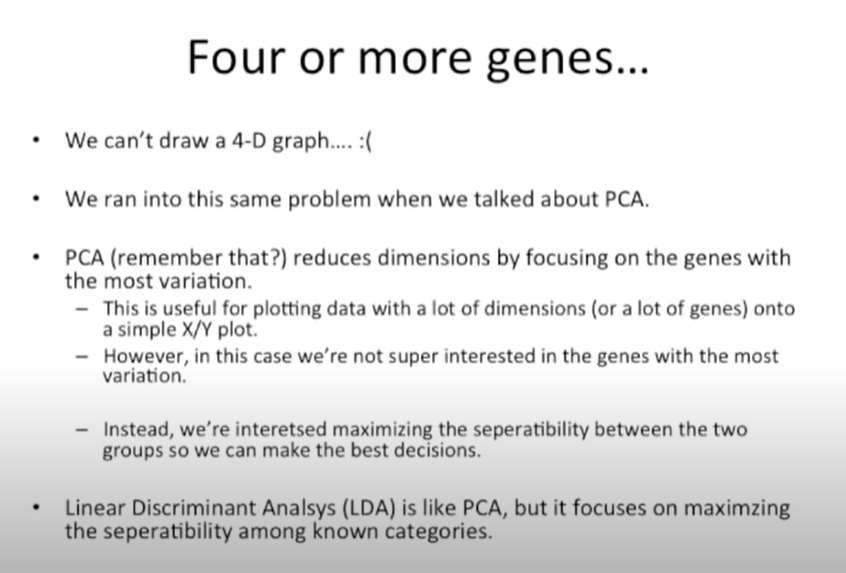 Four or more genes...
• We can't draw a 4-D graph.... :(
• We ran into this same problem when we talked about PCA.
• PCA (remember that?) reduces dimensions by focusing on the genes with
the most variation.
– This is useful for plotting data with a lot of dimensions (or a lot of genes) onto
a simple X/Y plot.
– However, in this case we're not super interested in the genes with the most
variation.
– Instead, we're interetsed maximizing the seperatibility between the two
groups so we can make the best decisions.
• Linear Discriminant Analsys (LDA) is like PCA, but it focuses on maximzing
the seperatibility among known categories.